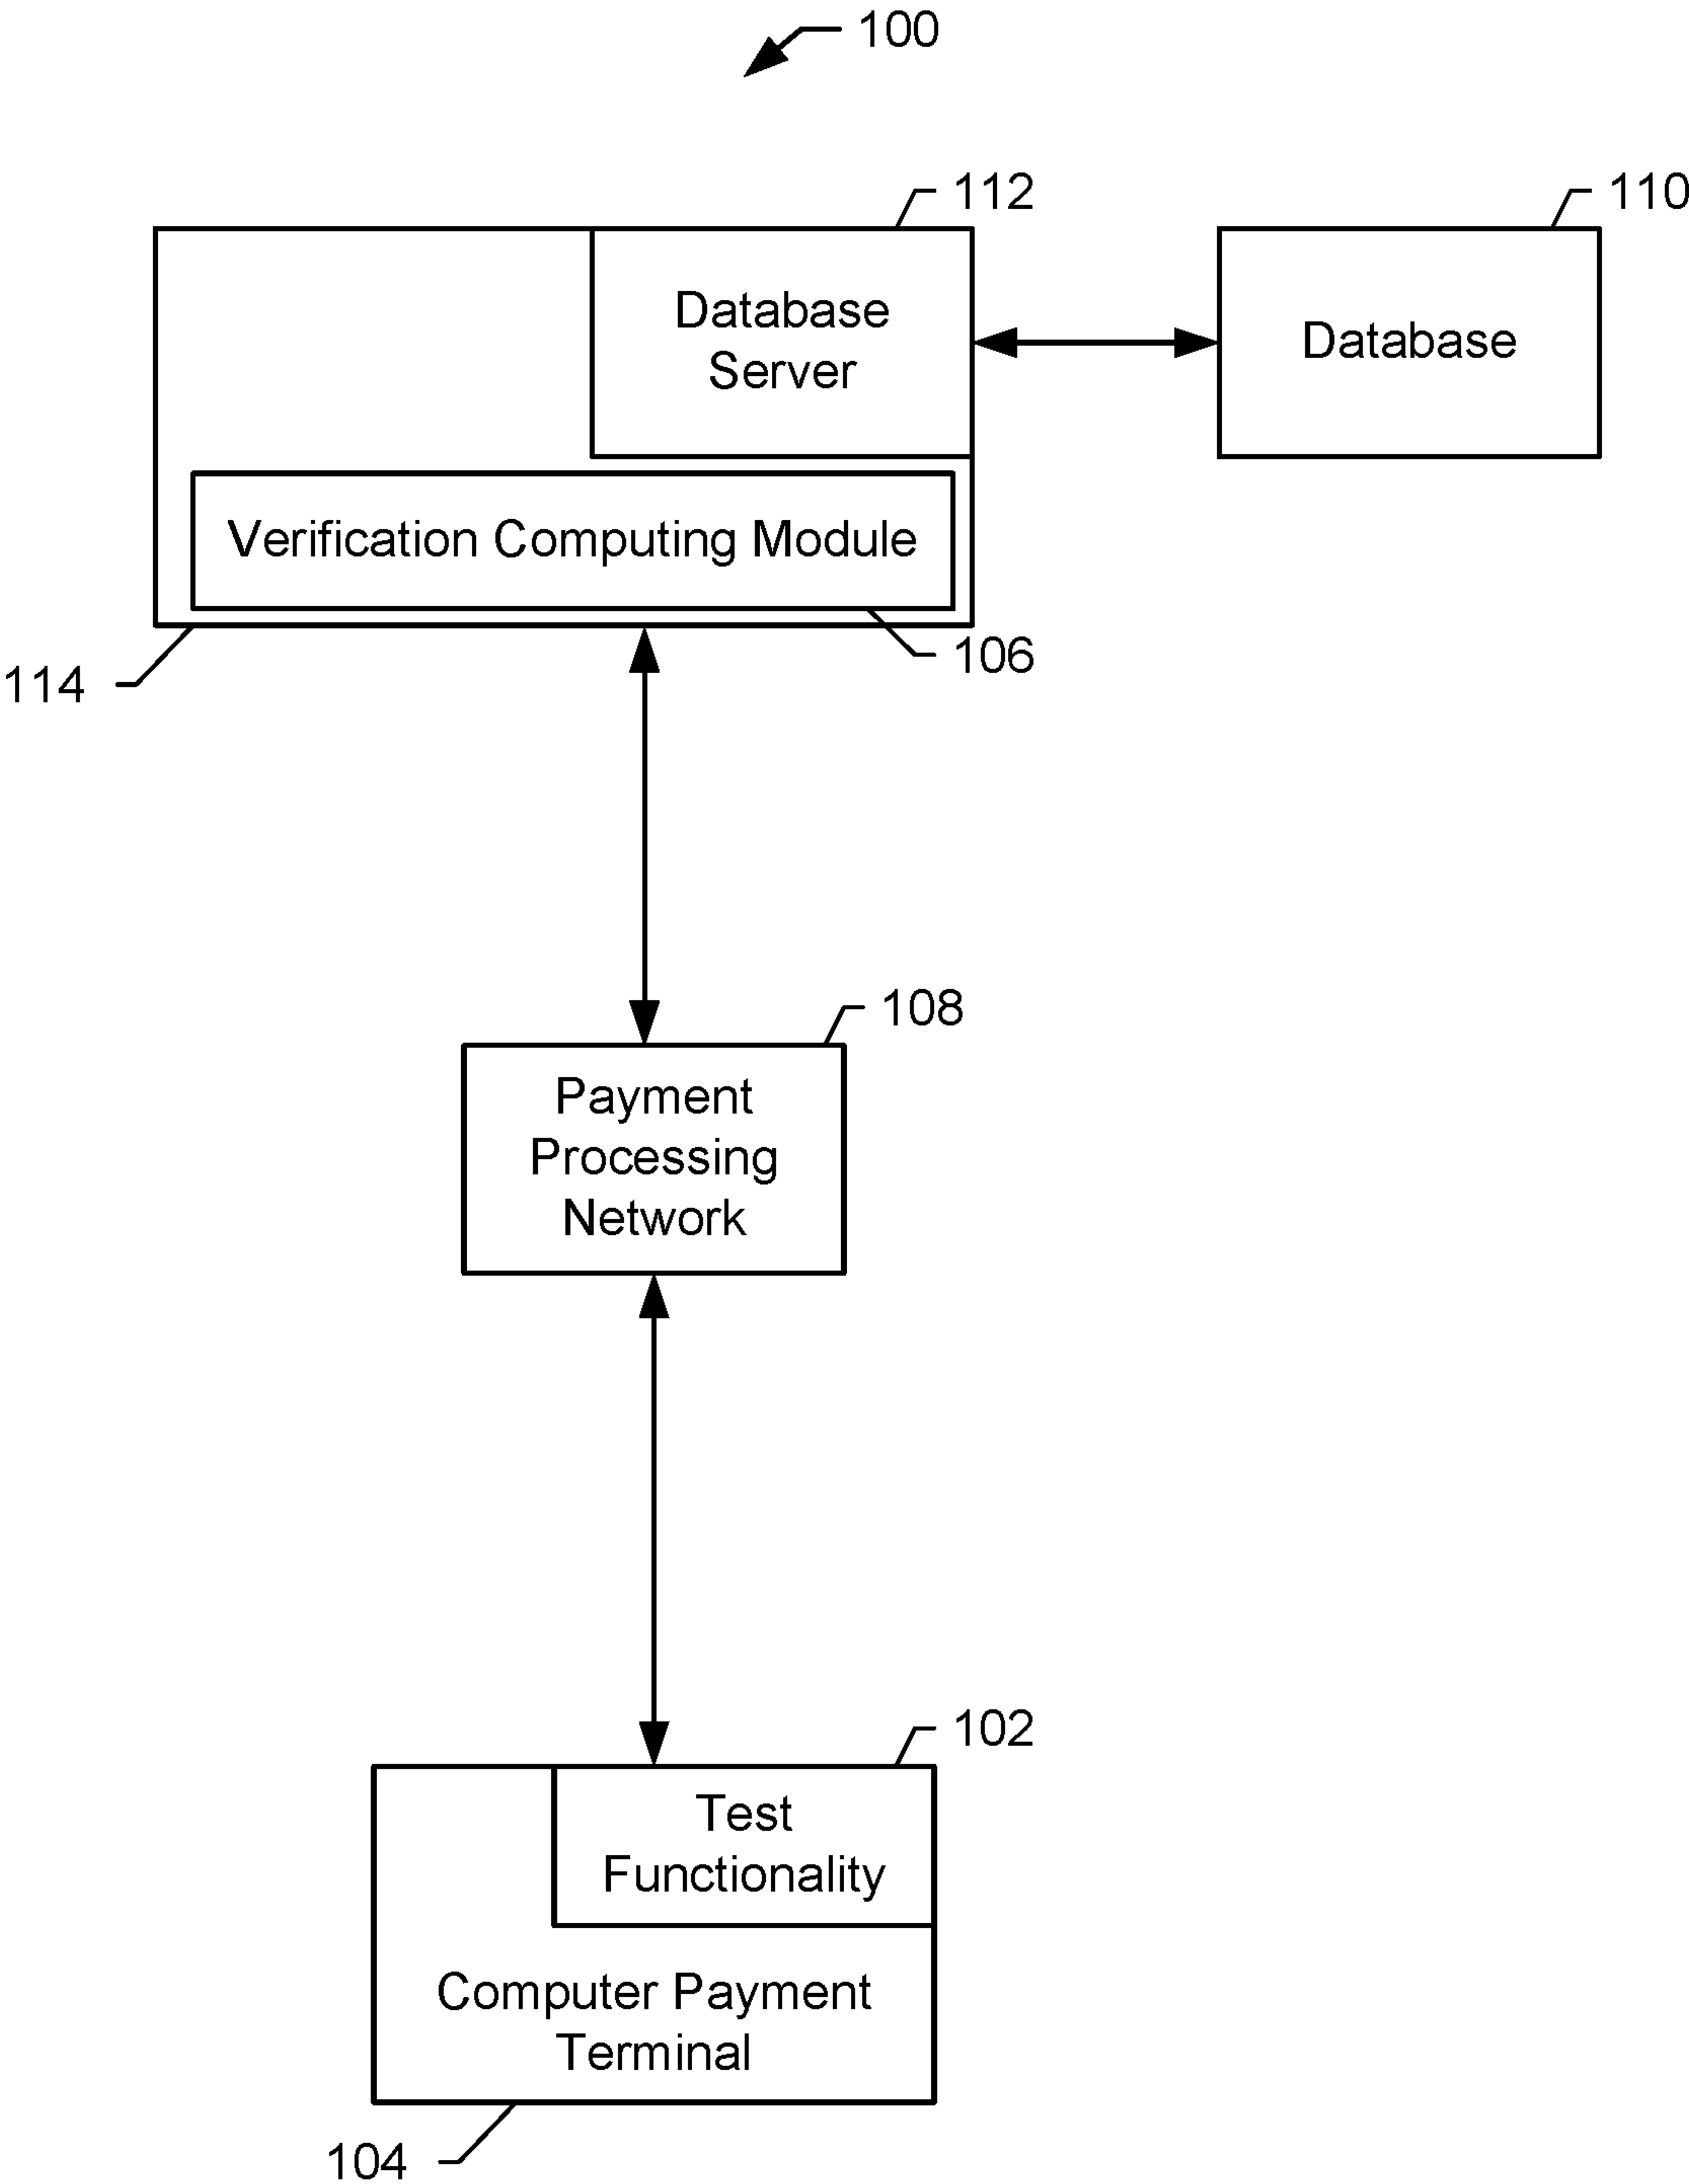 100
112
110
Database
Server
Database
Verification Computing Module
106
114
108
Payment
Processing
Network
102
Test
Functionality
Computer Payment
Terminal
104